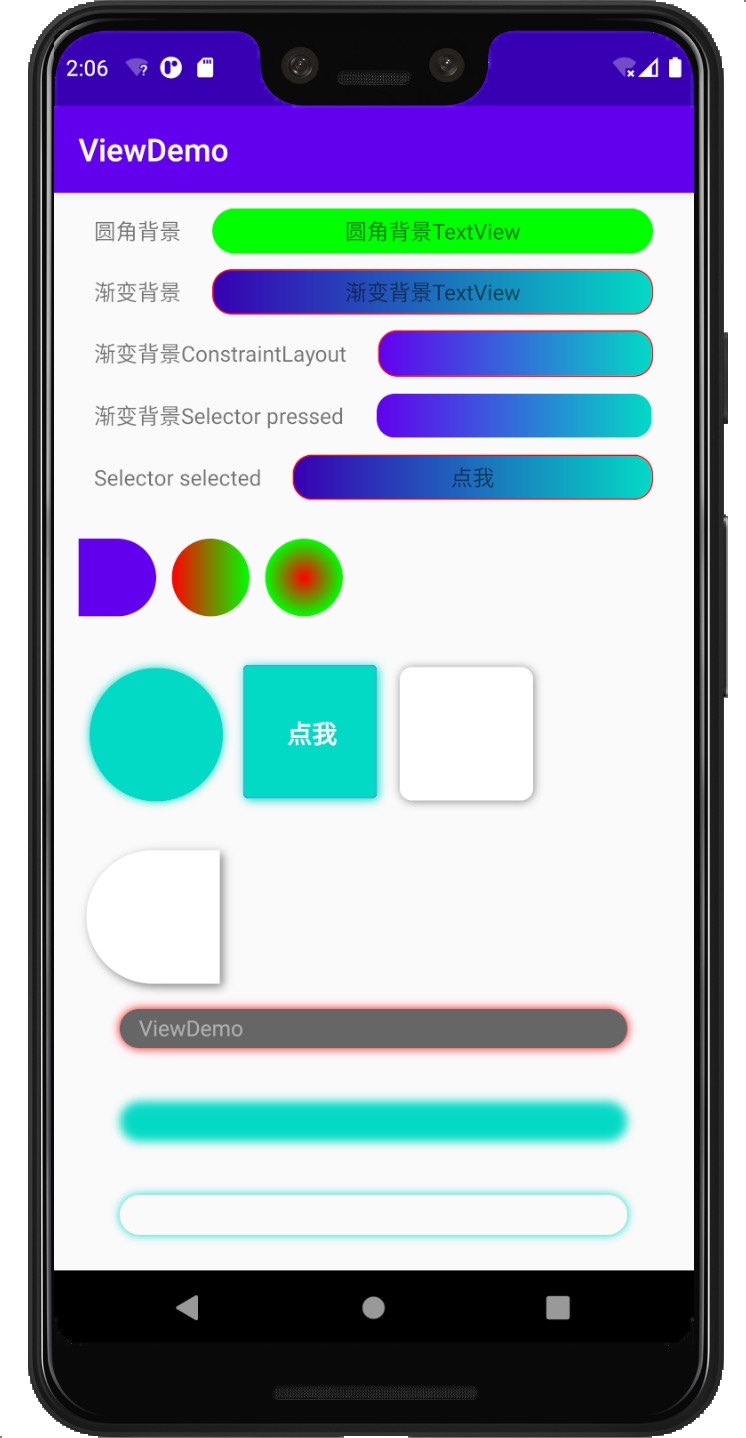 2:06
ViewDemo
圆角背景 圆角背景TextView
渐变背景 渐变背景TextView
渐变背景ConstraintLayout
渐变背景Selector pressed
Selector selected 点我
点我
ViewDemo